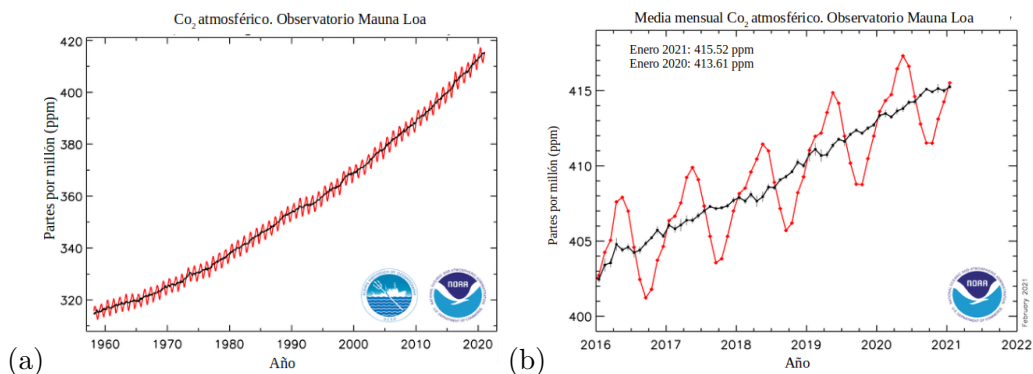 Co2 atmosférico. Observatorio Mauna Loa
420
400
380
360
340
320
Partes por millón (ppm)
NOAA
1960
1970
1980
1990
2000
2010
2020
Año
(a)
Media mensual Co2 atmosférico. Observatorio Mauna Loa
Enero 2021: 415.52 ppm
Enero 2020: 413.61 ppm
415
410
405
400
Partes por millón (ppm)
NOAA
February 2021
2016
2017
2018
2019
2020
2021
2022
Año
(b)